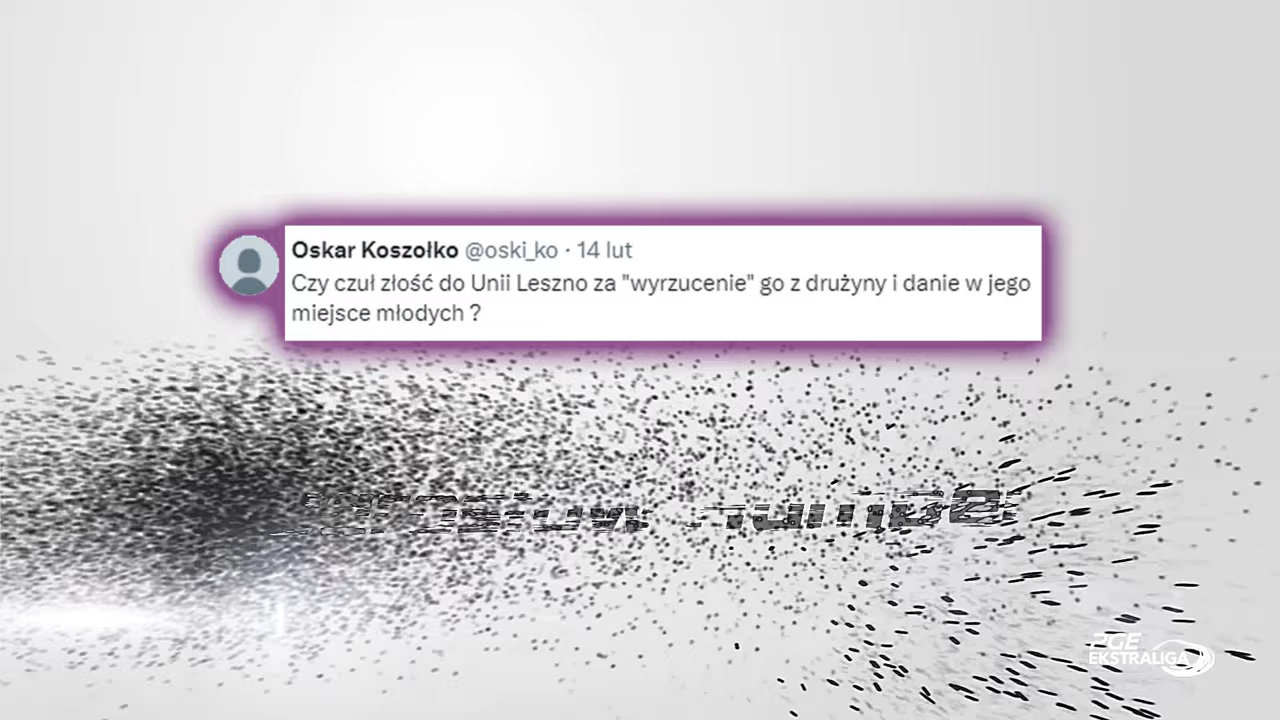 Oskar Koszołko @oski_ko · 14 lut
Czy czuł złość do Unii Leszno za "wyrzucenie" go z drużyny i danie w jego
miejsce młodych ?
PGE
EKSTRALIGA